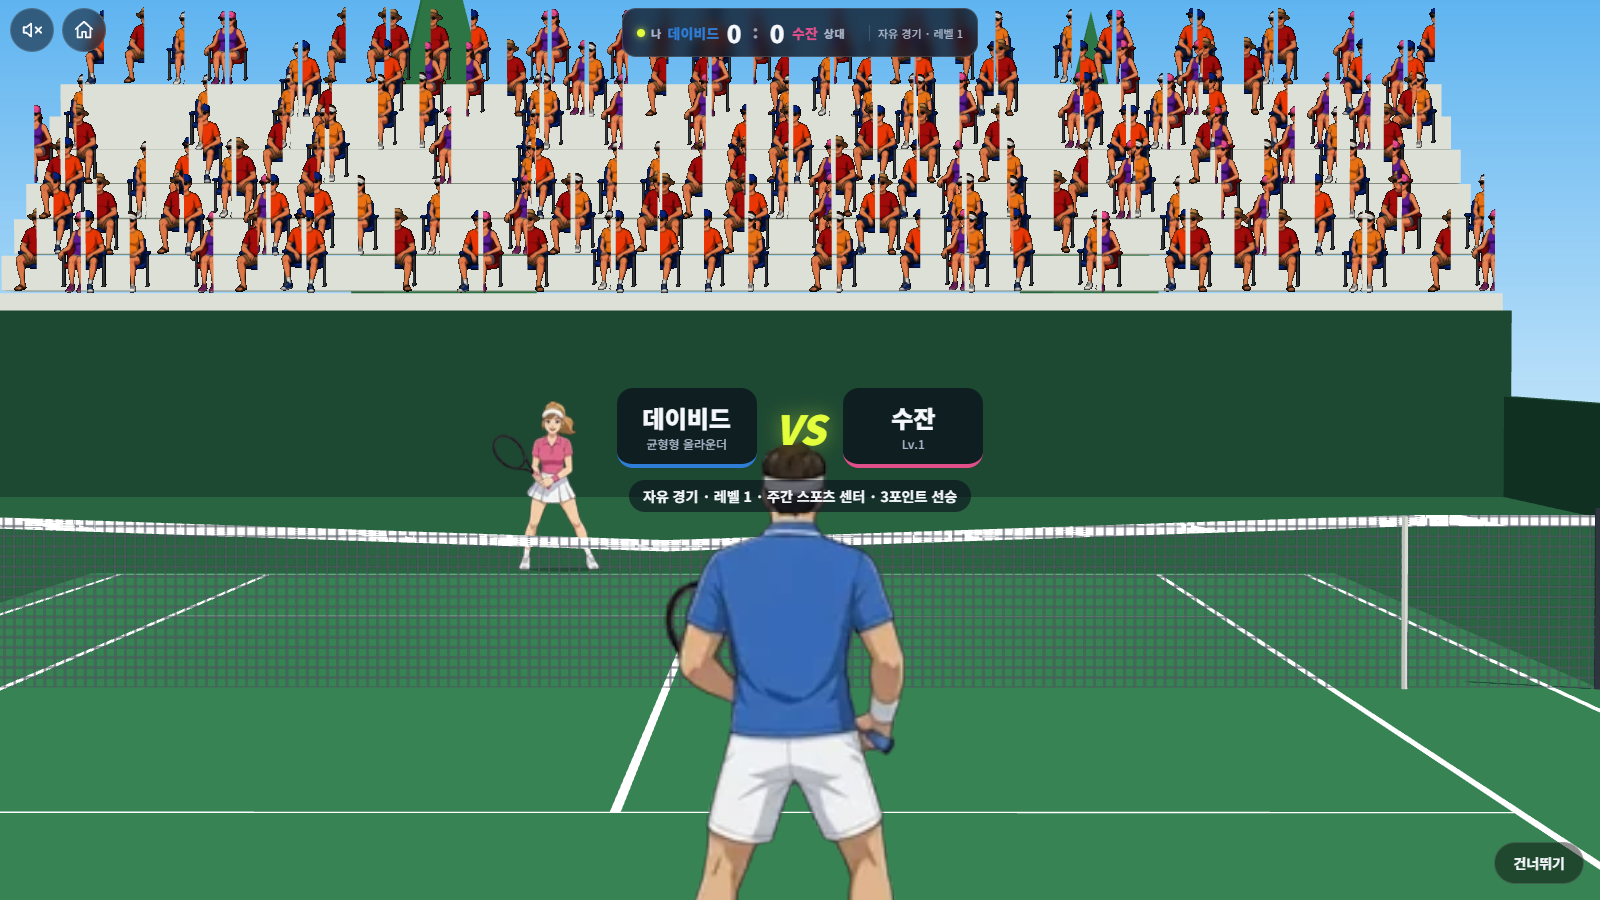 나 데이비드 0 : 0 수잔 상대 자유 경기 · 레벨 1
데이비드
균형형 올라운더
VS
수잔
Lv.1
자유 경기 · 레벨 1 · 주간 스포츠 센터 · 3포인트 선승
건너뛰기